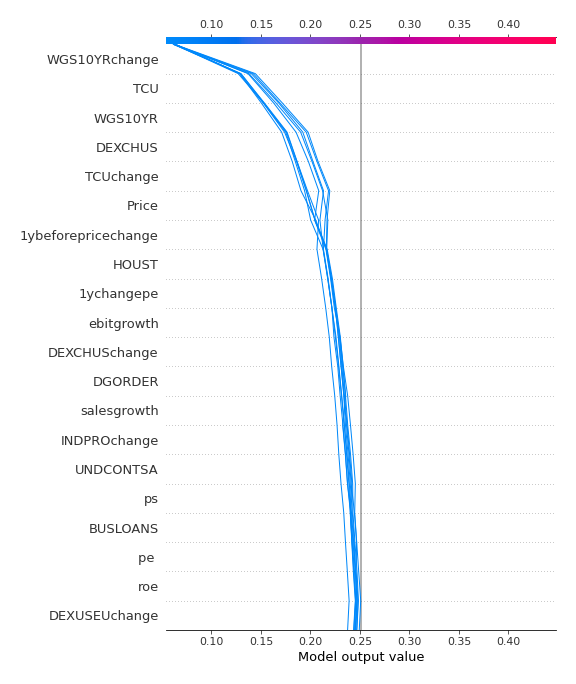 0.10 0.15 0.20 0.25 0.30 0.35 0.40
WGS10YRchange
TCU
WGS10YR
DEXCHUS
TCUchange
Price
1ybeforepricechange
HOUST
1ychangepe
ebitgrowth
DEXCHUSchange
DGORDER
salesgrowth
INDPROchange
UNDCONTSA
ps
BUSLOANS
pe
roe
DEXUSEUchange
0.10 0.15 0.20 0.25 0.30 0.35 0.40
Model output value